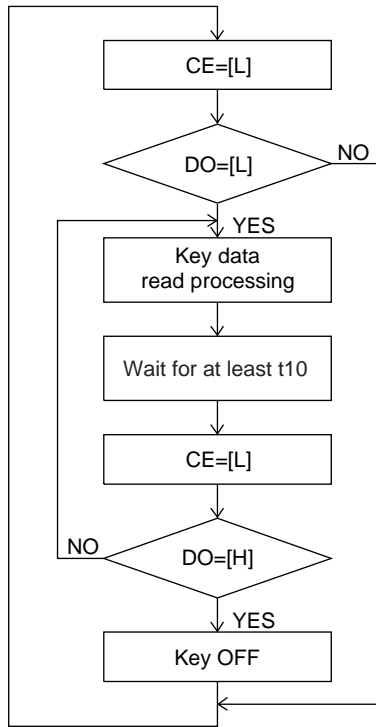 CE=[L]
DO=[L]
NO
YES
Key data
read processing
Wait for at least t10
CE=[L]
DO=[H]
NO
YES
Key OFF